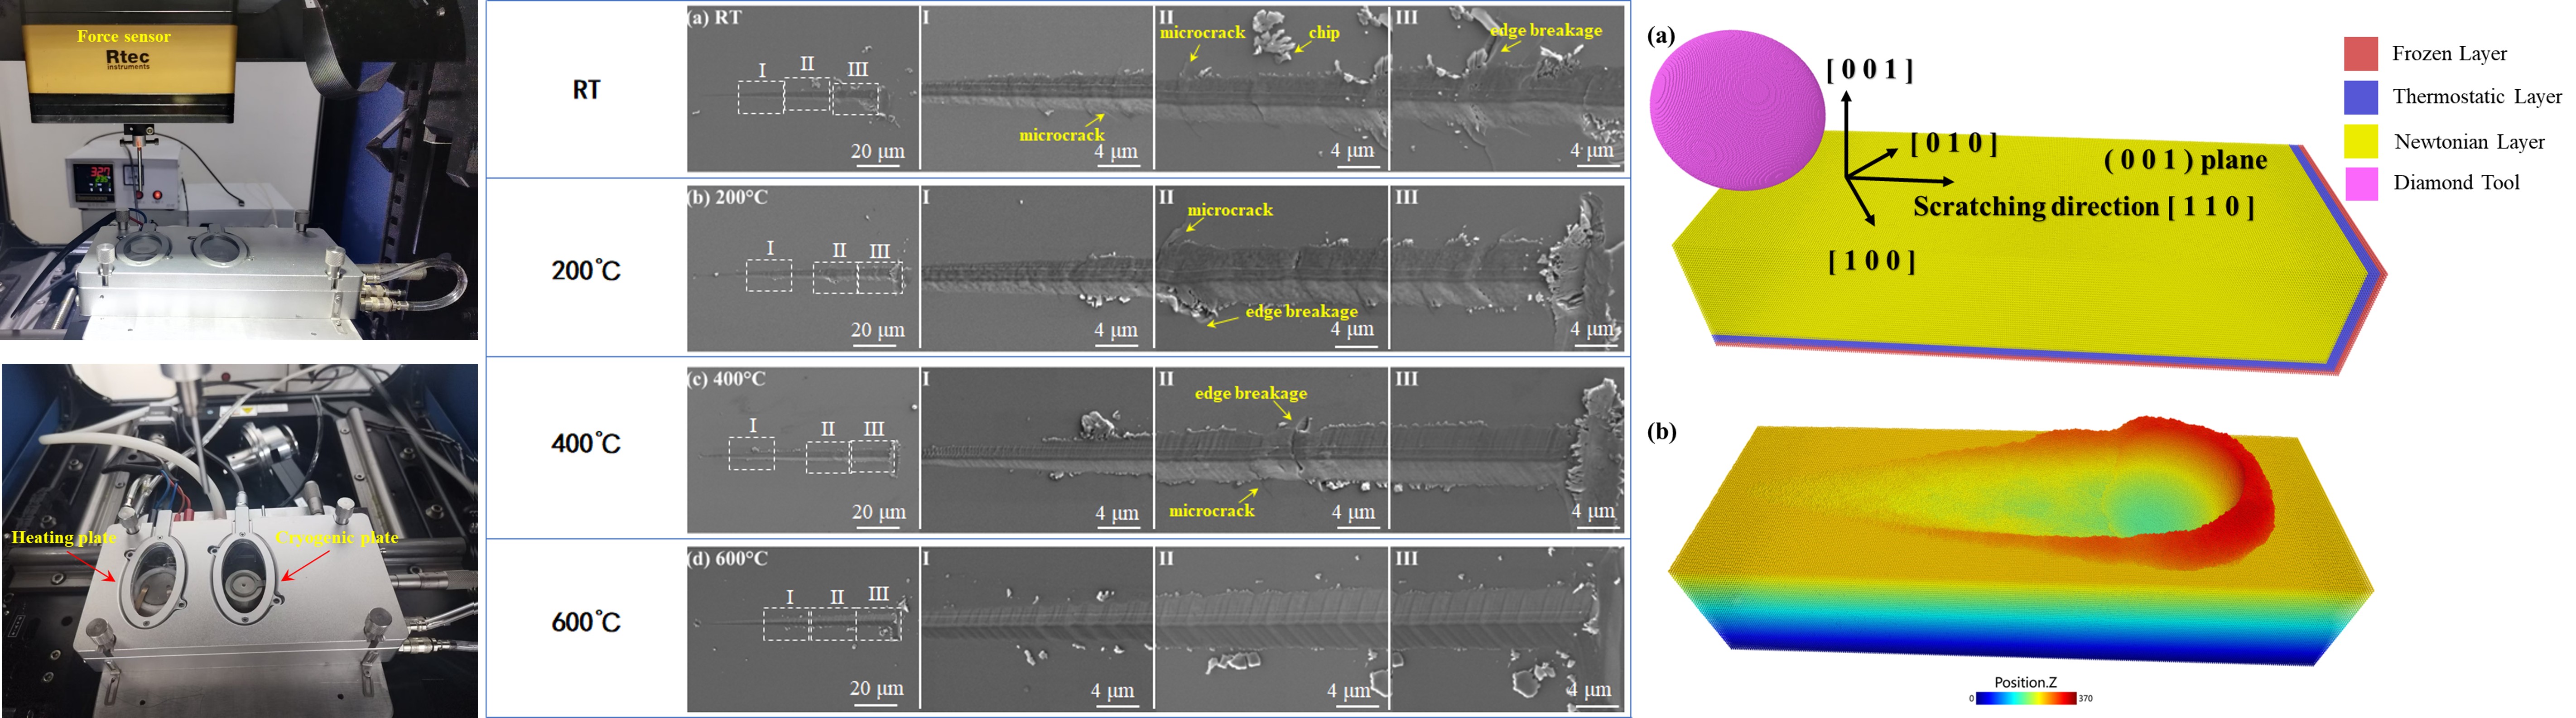 Force sensor
Rtec
instruments
327
Heating plate
Cryogenic plate
RT
(a) RT
I
II
III
20 μm
I
microcrack
4 μm
II
microcrack
chip
4 μm
III
edge breakage
4 μm
200℃
(b) 200°C
I
II
III
20 μm
I
4 μm
II
microcrack
edge breakage
4 μm
III
4 μm
400℃
(c) 400°C
I
II
III
20 μm
I
4 μm
II
edge breakage
microcrack
4 μm
III
4 μm
600℃
(d) 600°C
I
II
III
20 μm
I
4 μm
II
4 μm
III
4 μm
(a)
[ 0 0 1 ]
[ 0 1 0 ]
( 0 0 1 ) plane
Scratching direction [ 1 1 0 ]
[ 1 0 0 ]
Frozen Layer
Thermostatic Layer
Newtonian Layer
Diamond Tool
(b)
Position.Z
0
370